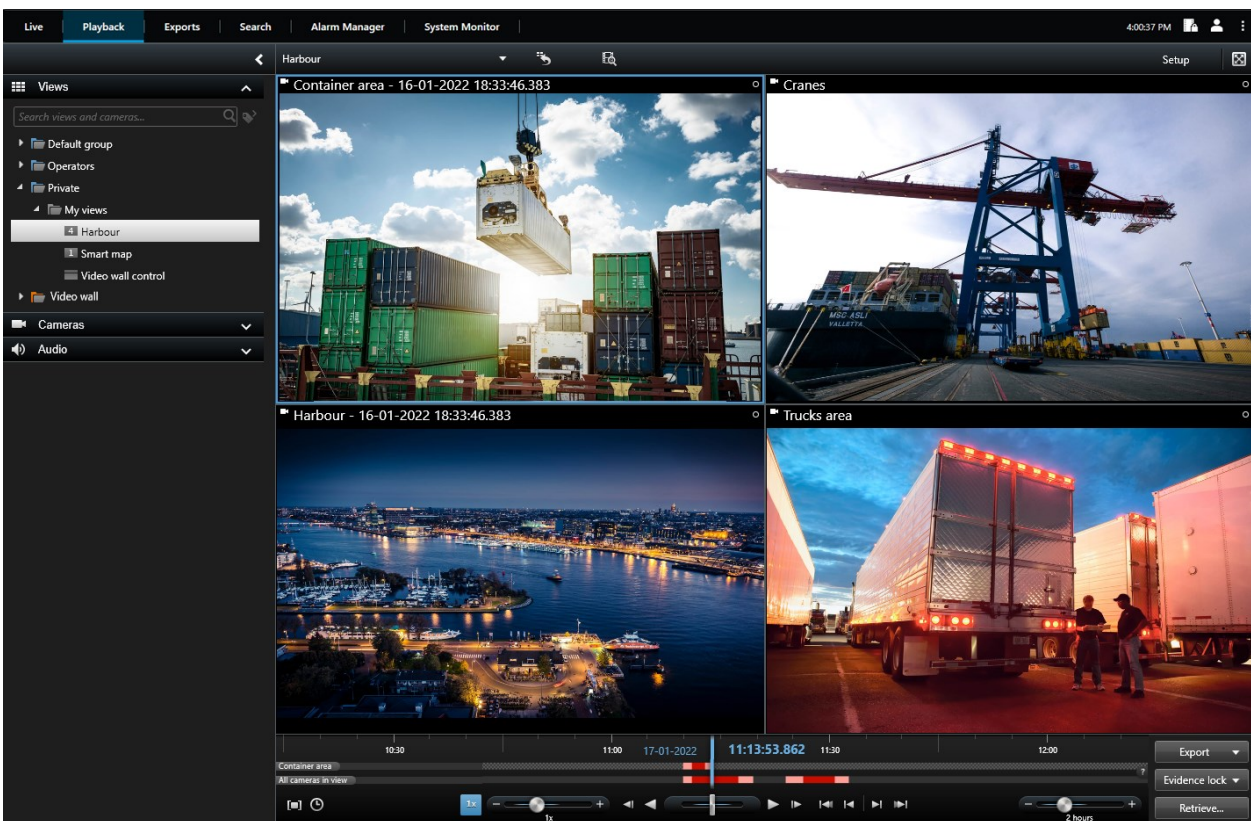 Live Playback Exports Search Alarm Manager System Monitor 4:00:37 PM
Harbour Setup
Views
Search views and cameras...
Default group
Operators
Private
My views
4 Harbour
1 Smart map
Video wall control
Video wall
Cameras
Audio
Container area - 16-01-2022 18:33:46.383
Cranes
MSC ASLI
VALLETTA
Harbour - 16-01-2022 18:33:46.383
Trucks area
10:30 11:00 17-01-2022 11:13:53.862 11:30 12:00
Container area
All cameras in view
?
1x - + - +
1x 2 hours
Export
Evidence lock
Retrieve...